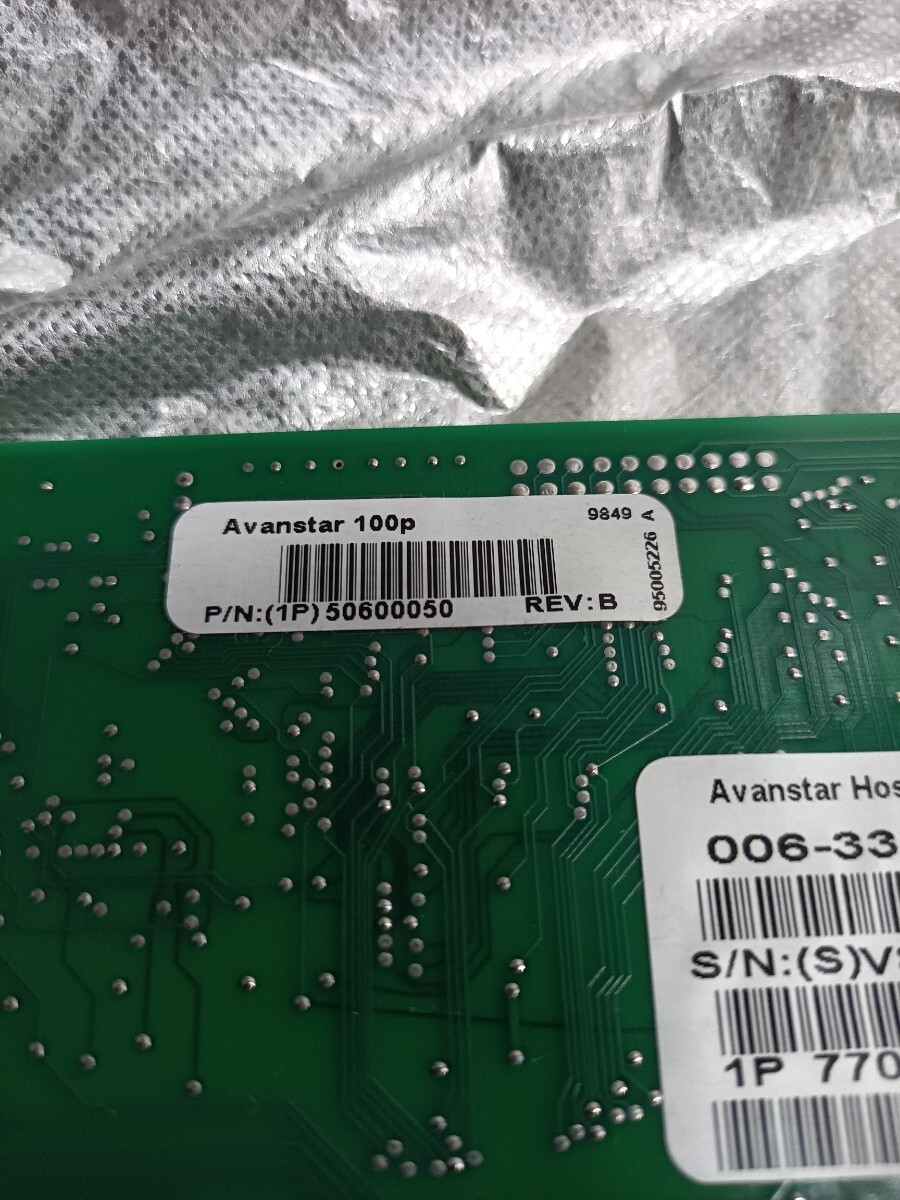 Avanstar 100p
9849 A
P/N:(1P)50600050
REV:B
95005226
Avanstar Hos
006-33
S/N:(S)V
1P 770